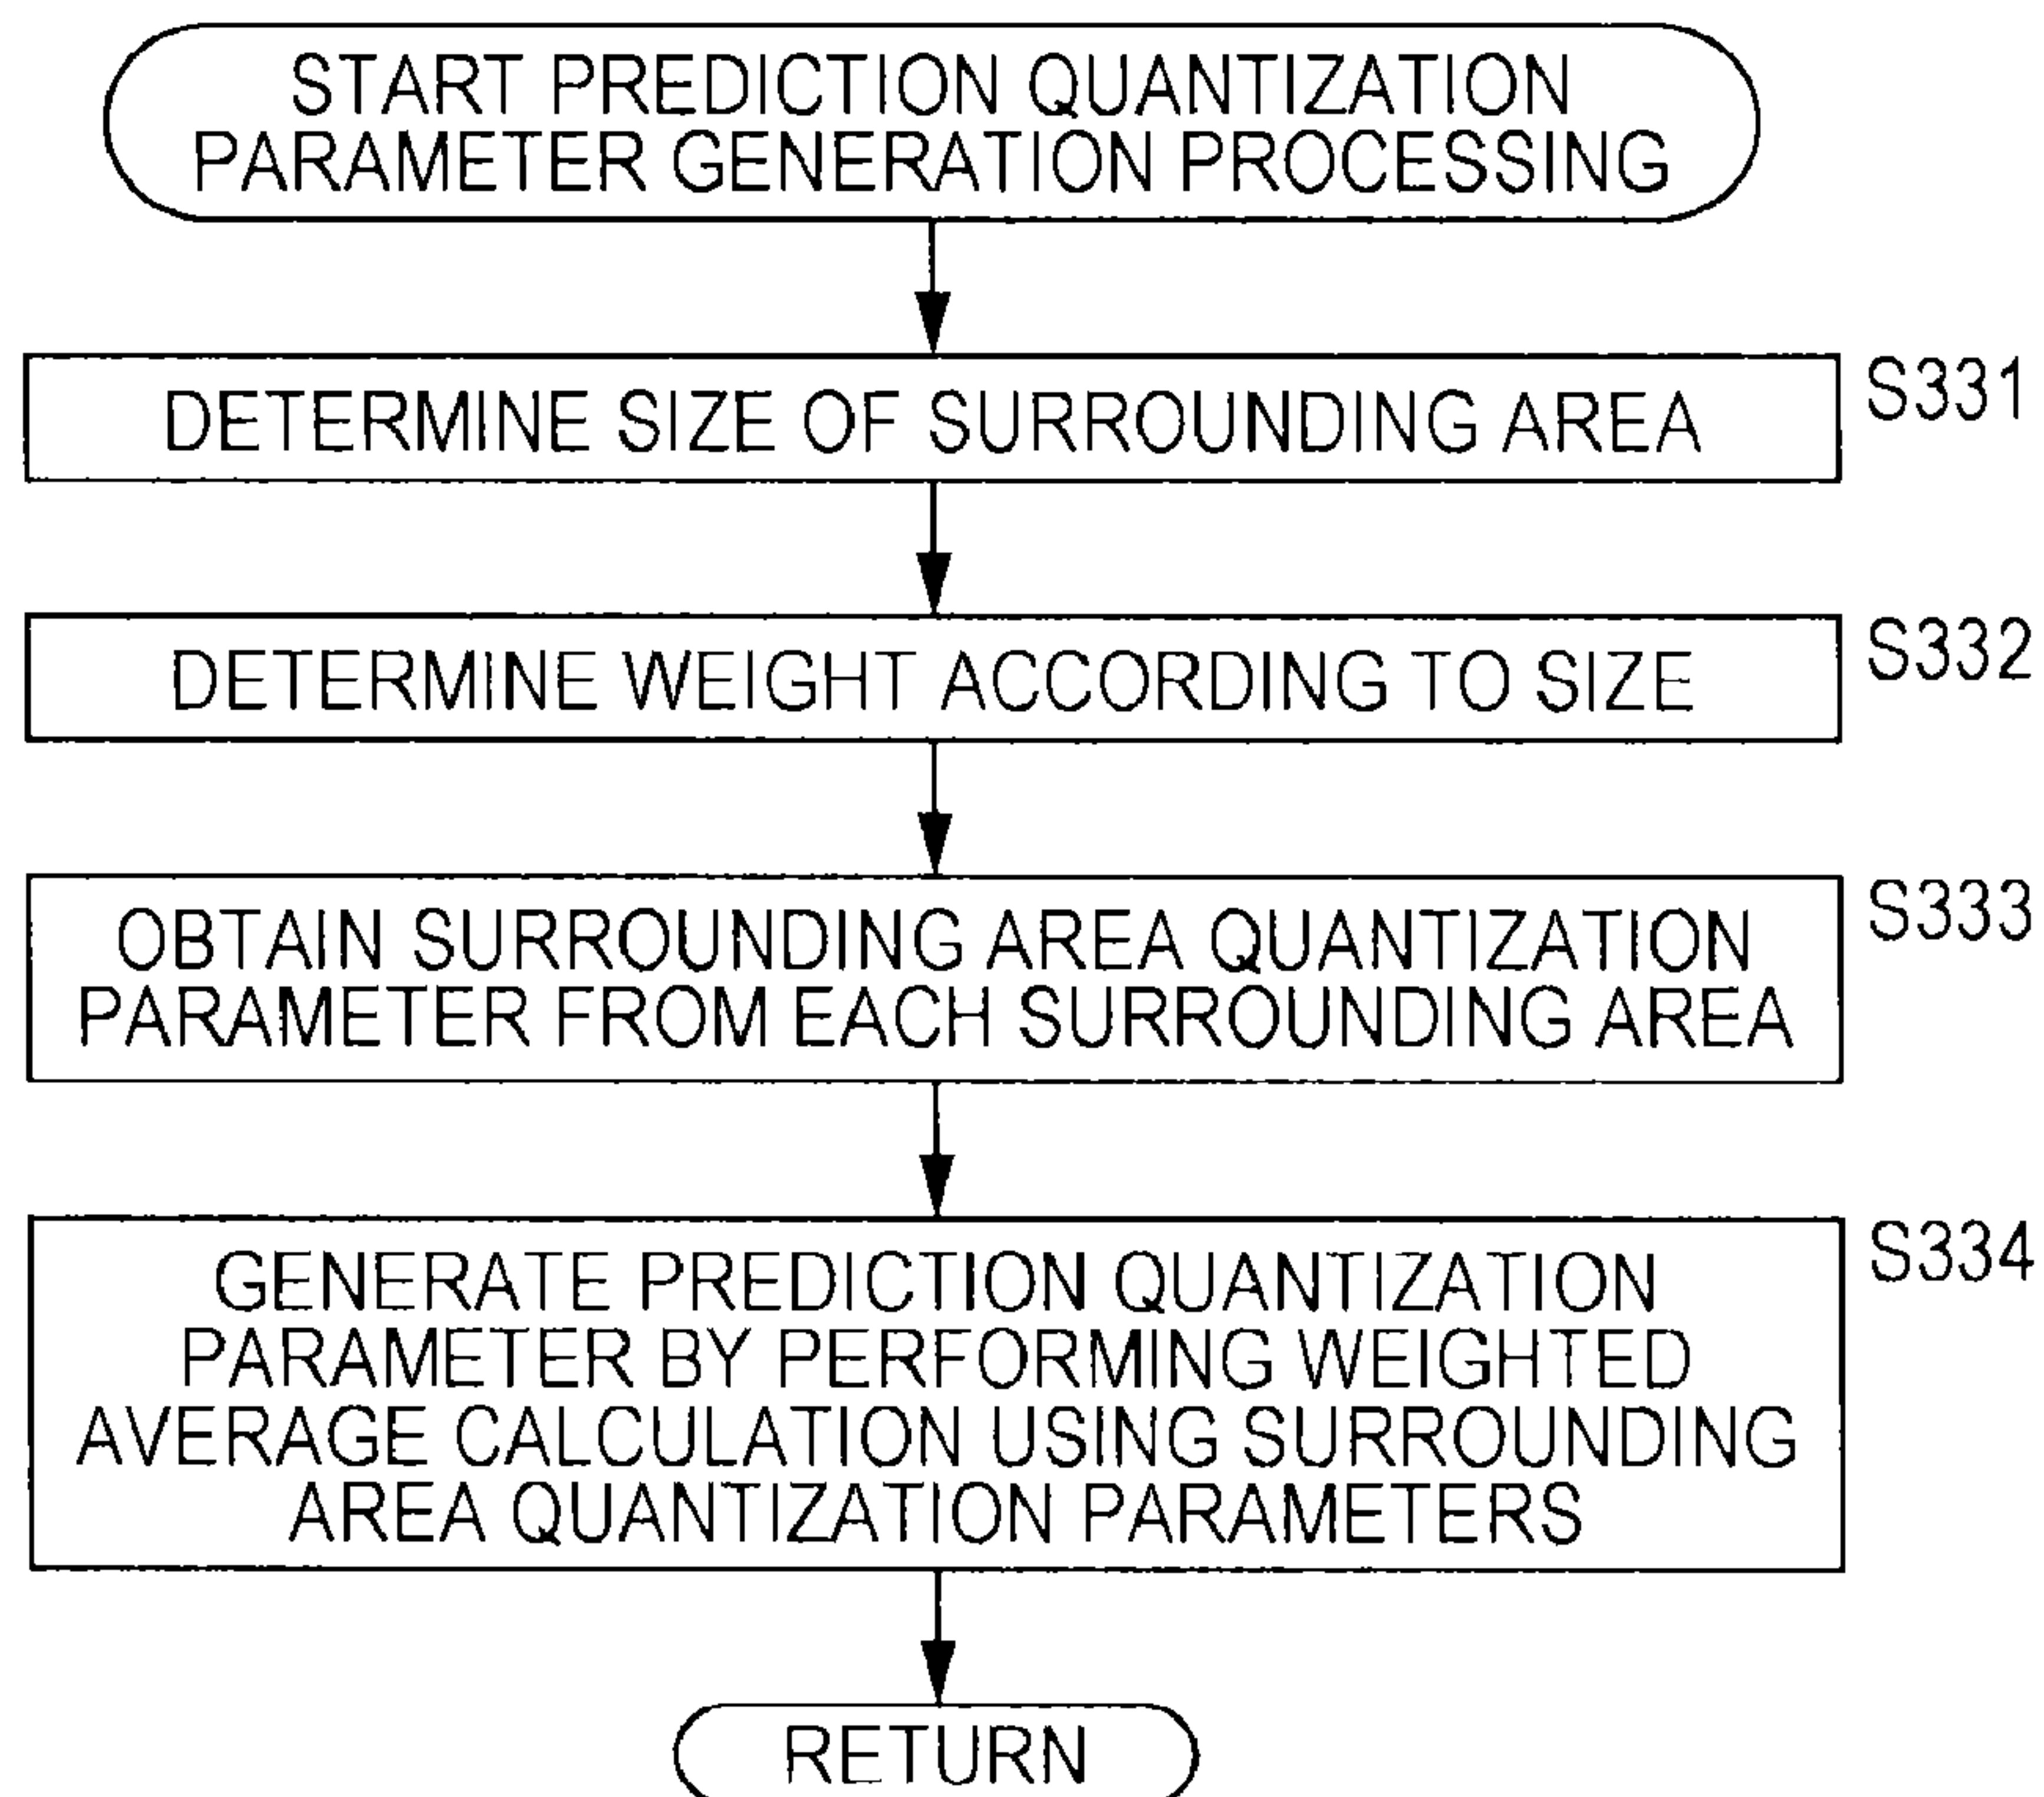 START PREDICTION QUANTIZATION
PARAMETER GENERATION PROCESSING
DETERMINE SIZE OF SURROUNDING AREA
S331
DETERMINE WEIGHT ACCORDING TO SIZE
S332
OBTAIN SURROUNDING AREA QUANTIZATION
PARAMETER FROM EACH SURROUNDING AREA
S333
GENERATE PREDICTION QUANTIZATION
PARAMETER BY PERFORMING WEIGHTED
AVERAGE CALCULATION USING SURROUNDING
AREA QUANTIZATION PARAMETERS
S334
RETURN